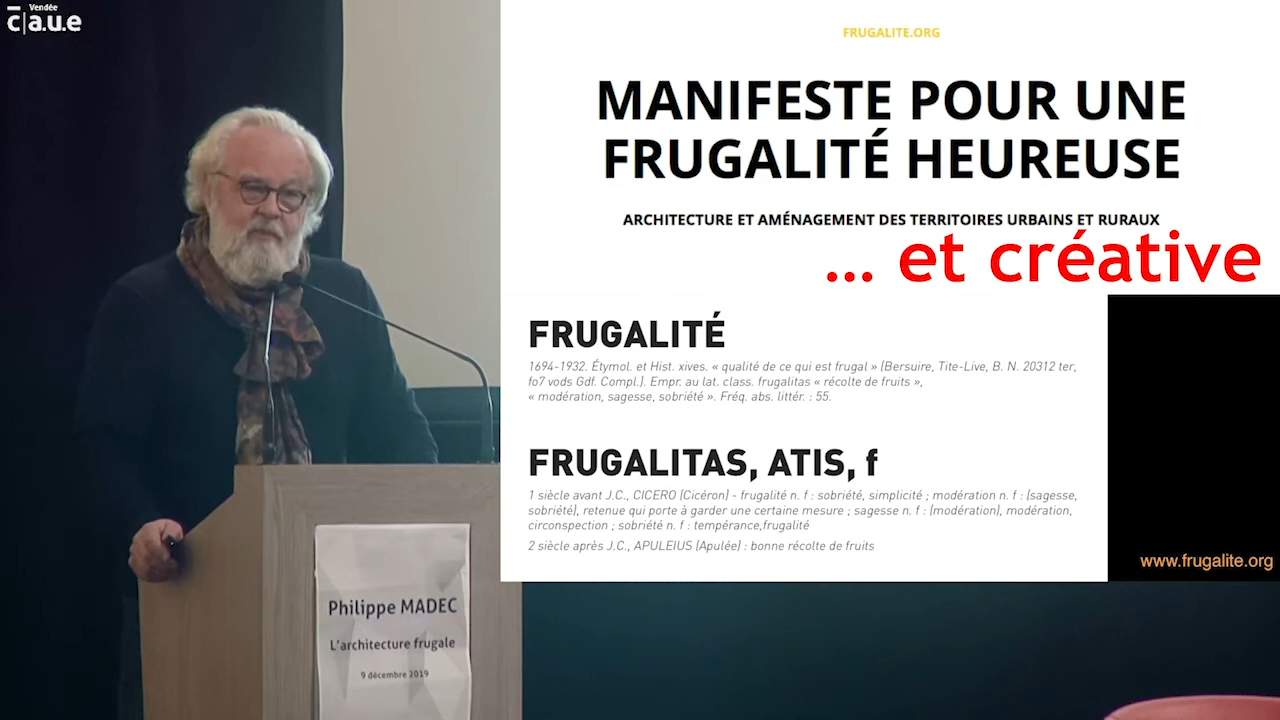 Vendée
c|a.u.e
FRUGALITE.ORG
MANIFESTE POUR UNE
FRUGALITÉ HEUREUSE
ARCHITECTURE ET AMÉNAGEMENT DES TERRITOIRES URBAINS ET RURAUX
... et créative
FRUGALITÉ
1694-1932. Étymol. et Hist. xives. « qualité de ce qui est frugal » (Bersuire, Tite-Live, B. N. 20312 ter,
fo7 vods Gdf. Compl.). Empr. au lat. class. frugalitas « récolte de fruits »,
« modération, sagesse, sobriété ». Fréq. abs. littér. : 55.
FRUGALITAS, ATIS, f
1 siècle avant J.C., CICERO (Cicéron) - frugalité n. f : sobriété, simplicité ; modération n. f : (sagesse,
sobriété), retenue qui porte à garder une certaine mesure ; sagesse n. f : (modération), modération,
circonspection ; sobriété n. f : tempérance,frugalité
2 siècle après J.C., APULEIUS (Apulée) : bonne récolte de fruits
www.frugalite.org
Philippe MADEC
L'architecture frugale
9 décembre 2019